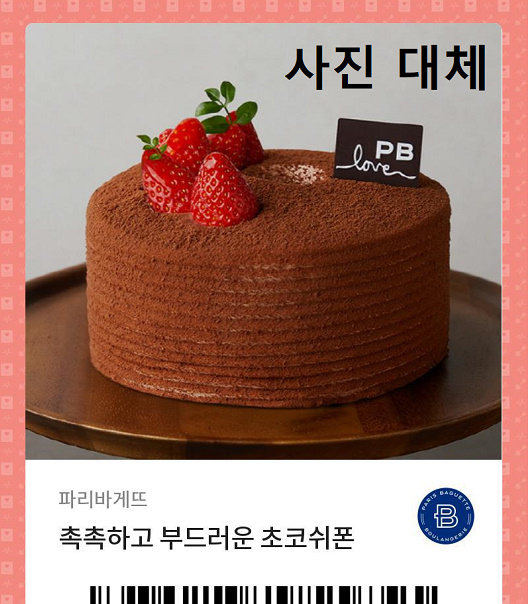 사진 대체
PB
love
파리바게뜨
촉촉하고 부드러운 초코쉬폰
PARIS BAGUETTE
B
BOULANGERIE